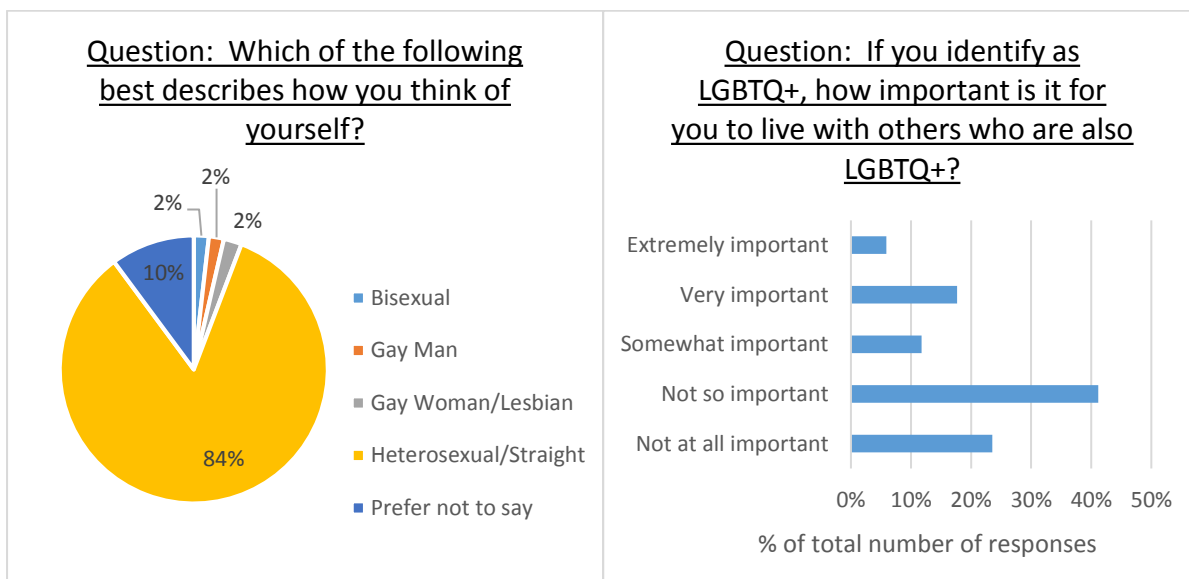 Question:  Which of the following
best describes how you think of
yourself?
2%
2%
2%
10%
84%
Bisexual
Gay Man
Gay Woman/Lesbian
Heterosexual/Straight
Prefer not to say
Question:  If you identify as
LGBTQ+, how important is it for
you to live with others who are also
LGBTQ+?
Extremely important
Very important
Somewhat important
Not so important
Not at all important
0% 10% 20% 30% 40% 50%
% of total number of responses